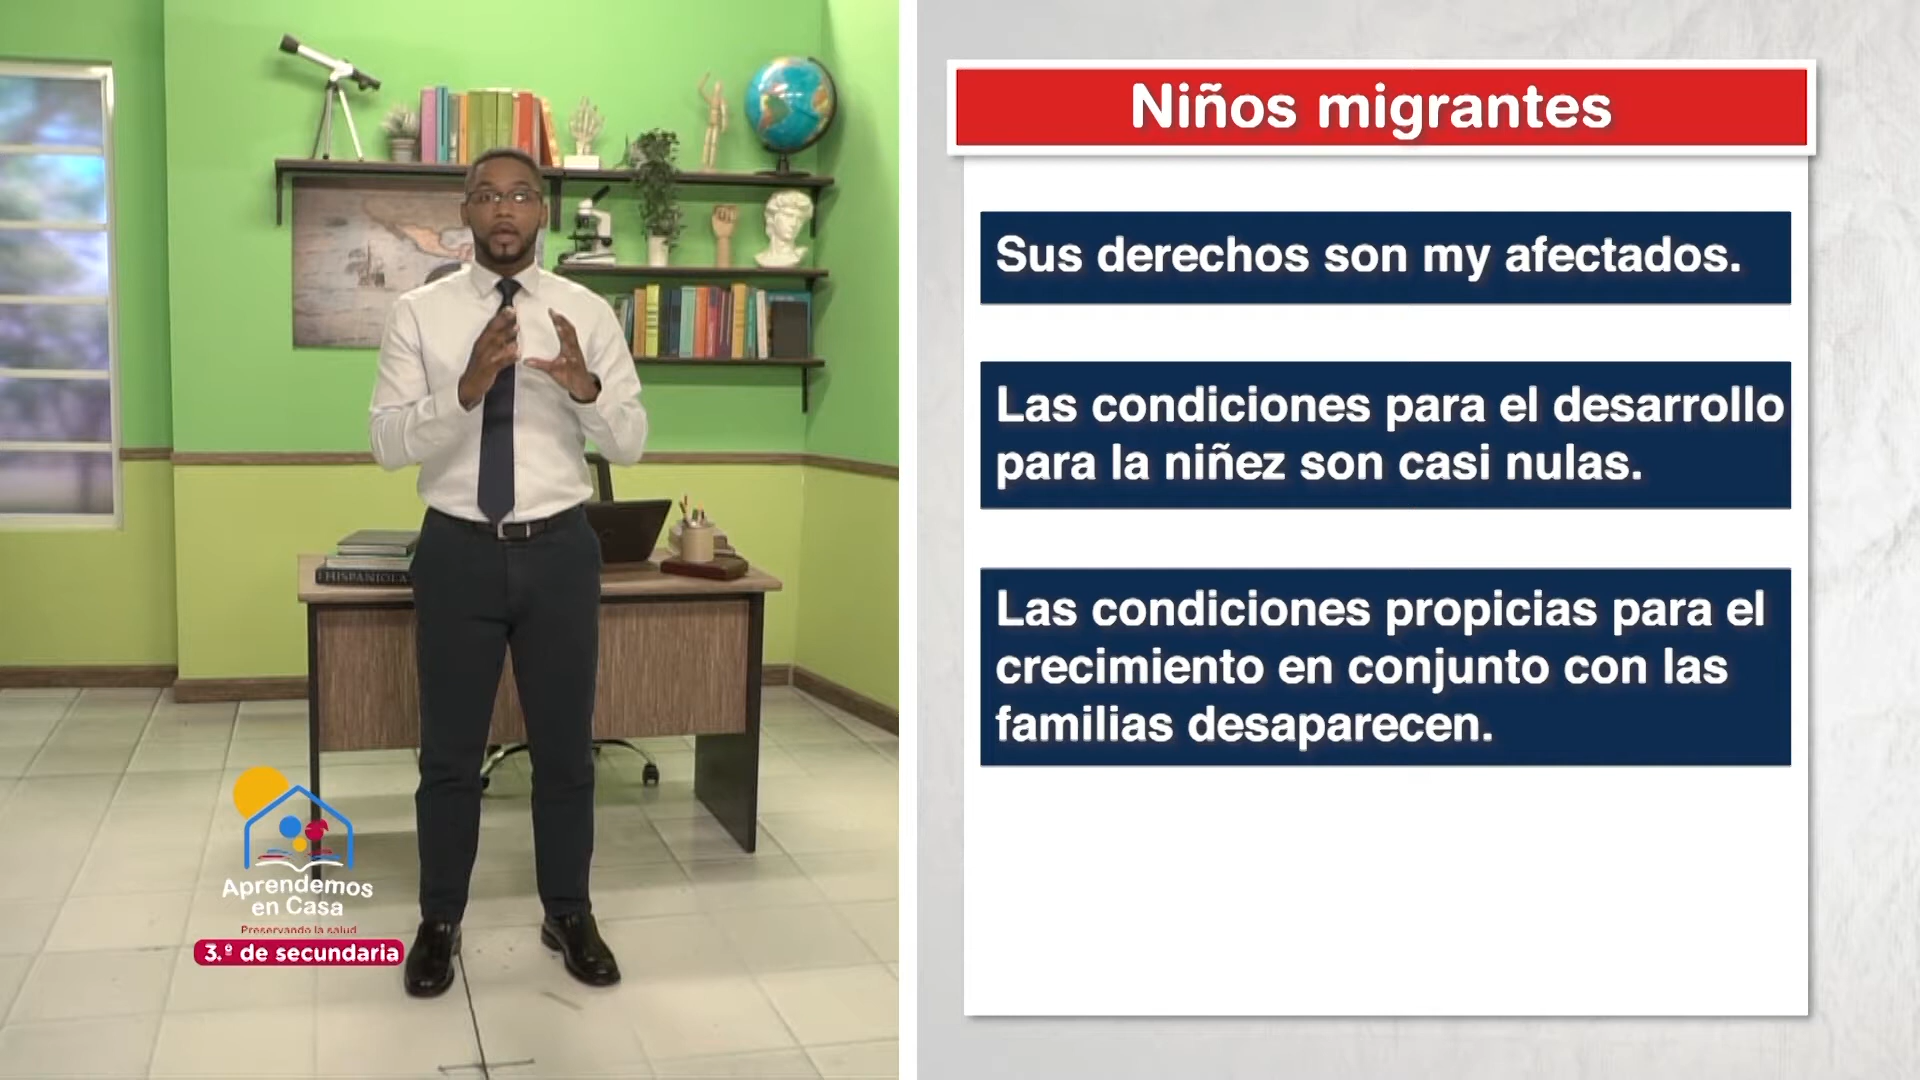 Niños migrantes
Sus derechos son my afectados.
Las condiciones para el desarrollo
para la niñez son casi nulas.
Las condiciones propicias para el
crecimiento en conjunto con las
familias desaparecen.
HISPANIOLA
Aprendemos
en Casa
Preservando la salud
3.º de secundaria